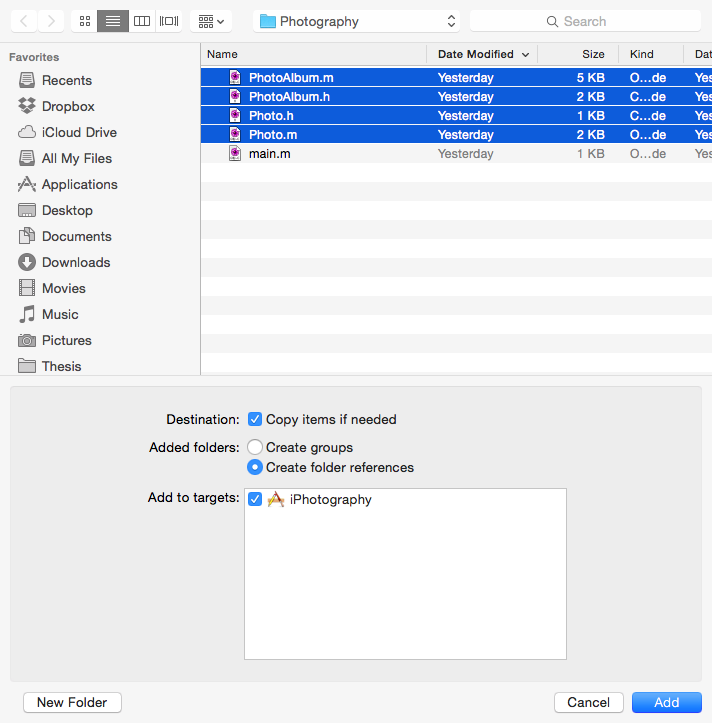 Photography
Search
Favorites
Recents
Dropbox
iCloud Drive
All My Files
Applications
Desktop
Documents
Downloads
Movies
Music
Pictures
Thesis
Name Date Modified Size Kind Dat
PhotoAlbum.m Yesterday 5 KB O...de Yes
PhotoAlbum.h Yesterday 2 KB C...de Yes
Photo.h Yesterday 1 KB C...de Yes
Photo.m Yesterday 2 KB O...de Yes
main.m Yesterday 1 KB O...de Yes
Destination: Copy items if needed
Added folders: Create groups
Create folder references
Add to targets: iPhotography
New Folder Cancel Add